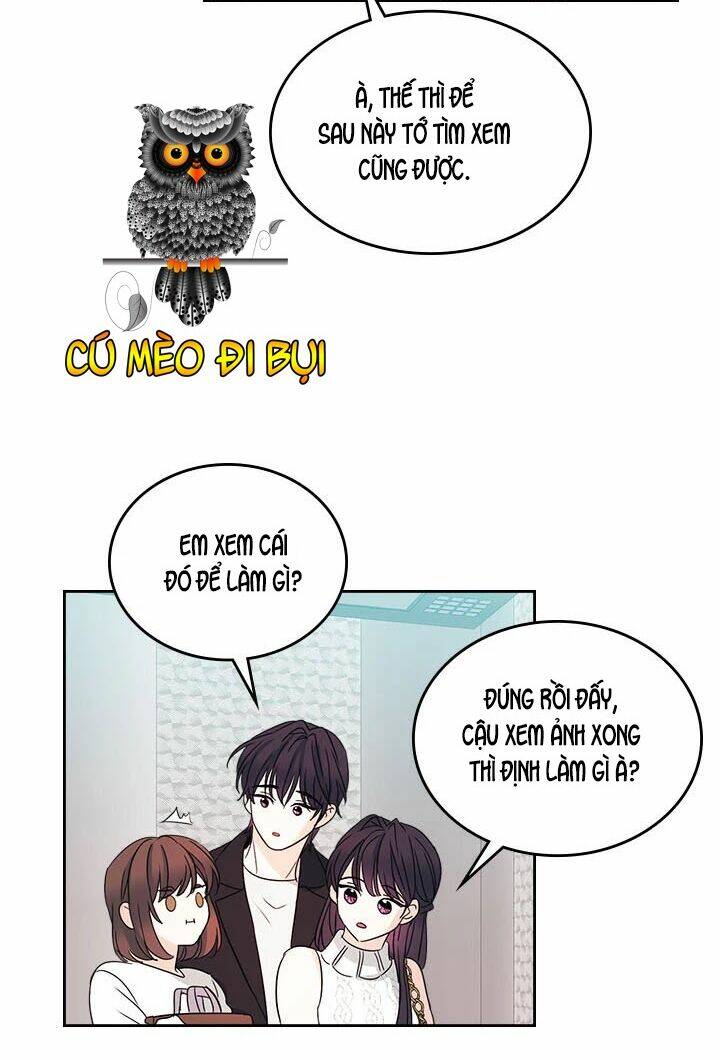 À, THẾ THÌ ĐỂ
SAU NÀY TỚ TÌM XEM
CŨNG ĐƯỢC.
CÚ MÈO ĐI BỤI
EM XEM CÁI
ĐÓ ĐỂ LÀM GÌ?
ĐÚNG RỒI ĐẤY,
CẬU XEM ẢNH XONG
THÌ ĐỊNH LÀM GÌ À?